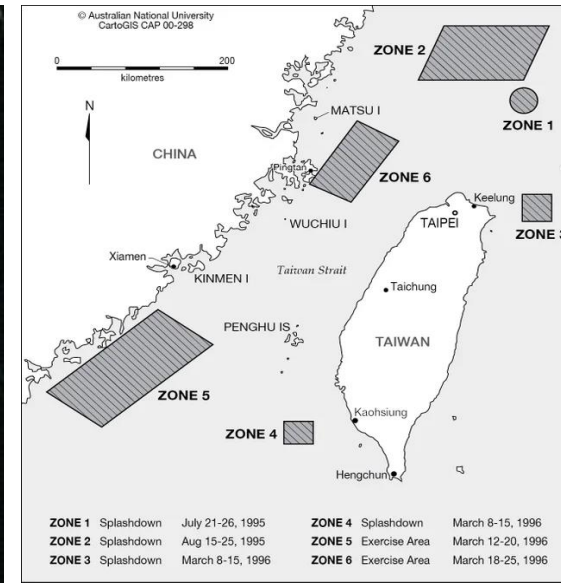 © Australian National University
CartoGIS CAP 00-298
0 200
kilometres
N
ZONE 2
ZONE 1
MATSU I
CHINA
Pingtan
ZONE 6
Keelung
TAIPEI
ZONE 3
WUCHIU I
Xiamen
KINMEN I
Taiwan Strait
Taichung
PENGHU IS
TAIWAN
ZONE 5
Kaohsiung
ZONE 4
Hengchun
ZONE 1 Splashdown July 21-26, 1995
ZONE 2 Splashdown Aug 15-25, 1995
ZONE 3 Splashdown March 8-15, 1996
ZONE 4 Splashdown March 8-15, 1996
ZONE 5 Exercise Area March 12-20, 1996
ZONE 6 Exercise Area March 18-25, 1996